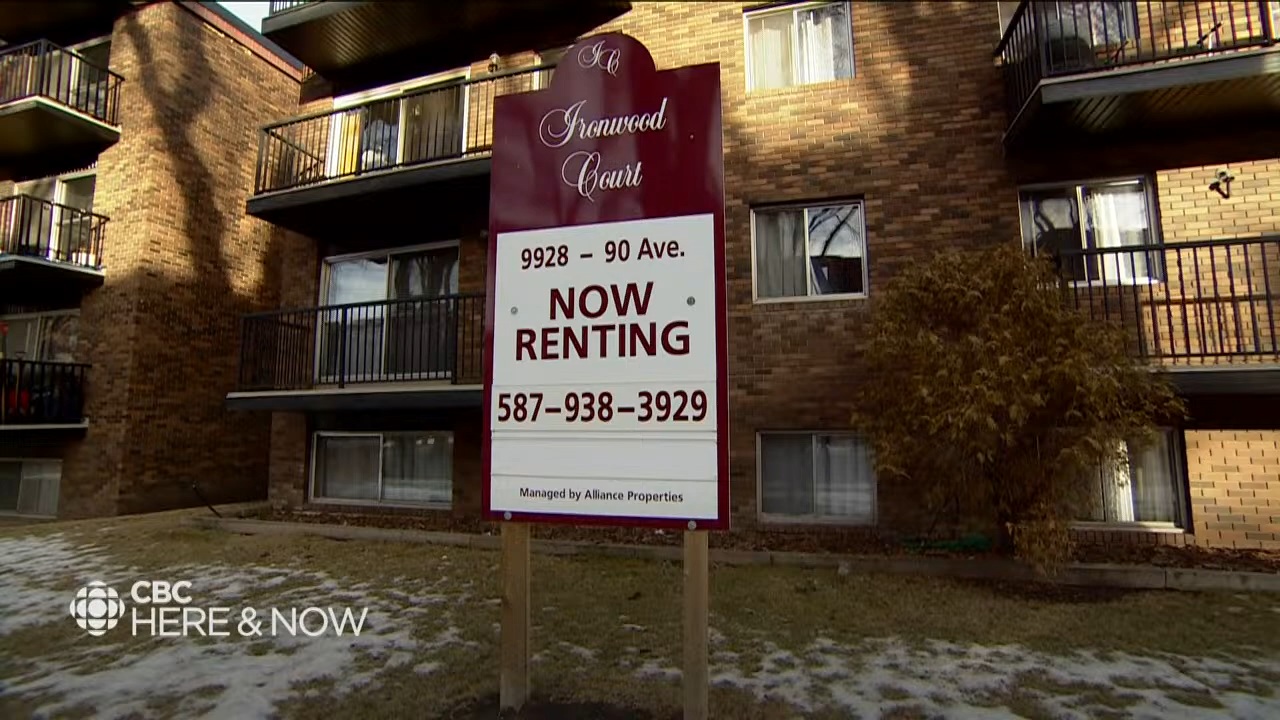 IC
Ironwood
Court
9928 – 90 Ave.
NOW
RENTING
587–938–3929
Managed by Alliance Properties
CBC
HERE & NOW